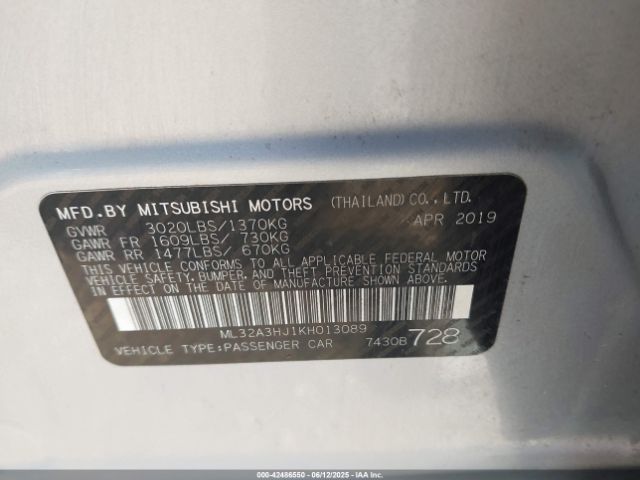 MFD.BY MITSUBISHI MOTORS (THAILAND)CO.,LTD.
GVWR 3020LBS/1370KG APR 2019
GAWR FR 1609LBS/ 730KG
GAWR RR 1477LBS/ 670KG
THIS VEHICLE CONFORMS TO ALL APPLICABLE FEDERAL MOTOR
VEHICLE SAFETY,BUMPER,AND THEFT PREVENTION STANDARDS
IN EFFECT ON THE DATE OF MANUFACTURE SHOWN ABOVE.
ML32A3HJ1KH013089
VEHICLE TYPE:PASSENGER CAR 7430B 728
000-42486550 - 06/12/2025 - IAA Inc.